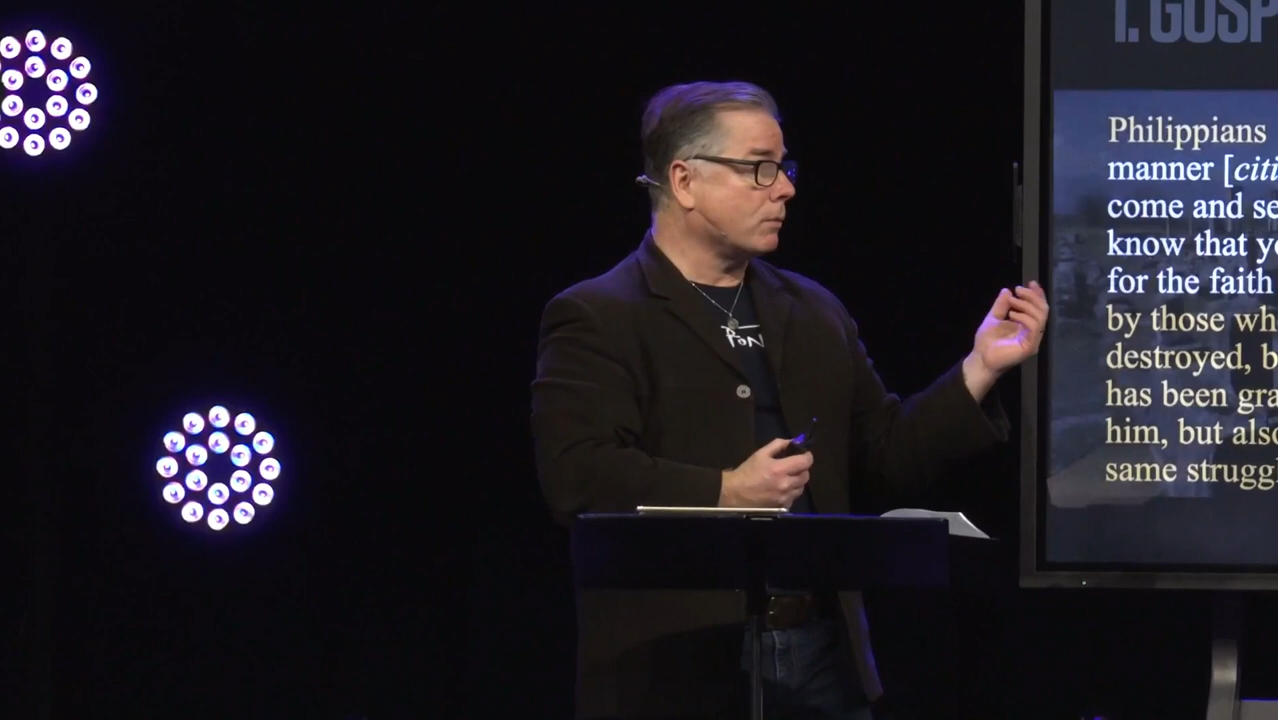 I. GOSP
Philippians
manner [citi
come and se
know that yo
for the faith
by those wh
destroyed, b
has been gra
him, but also
same struggl